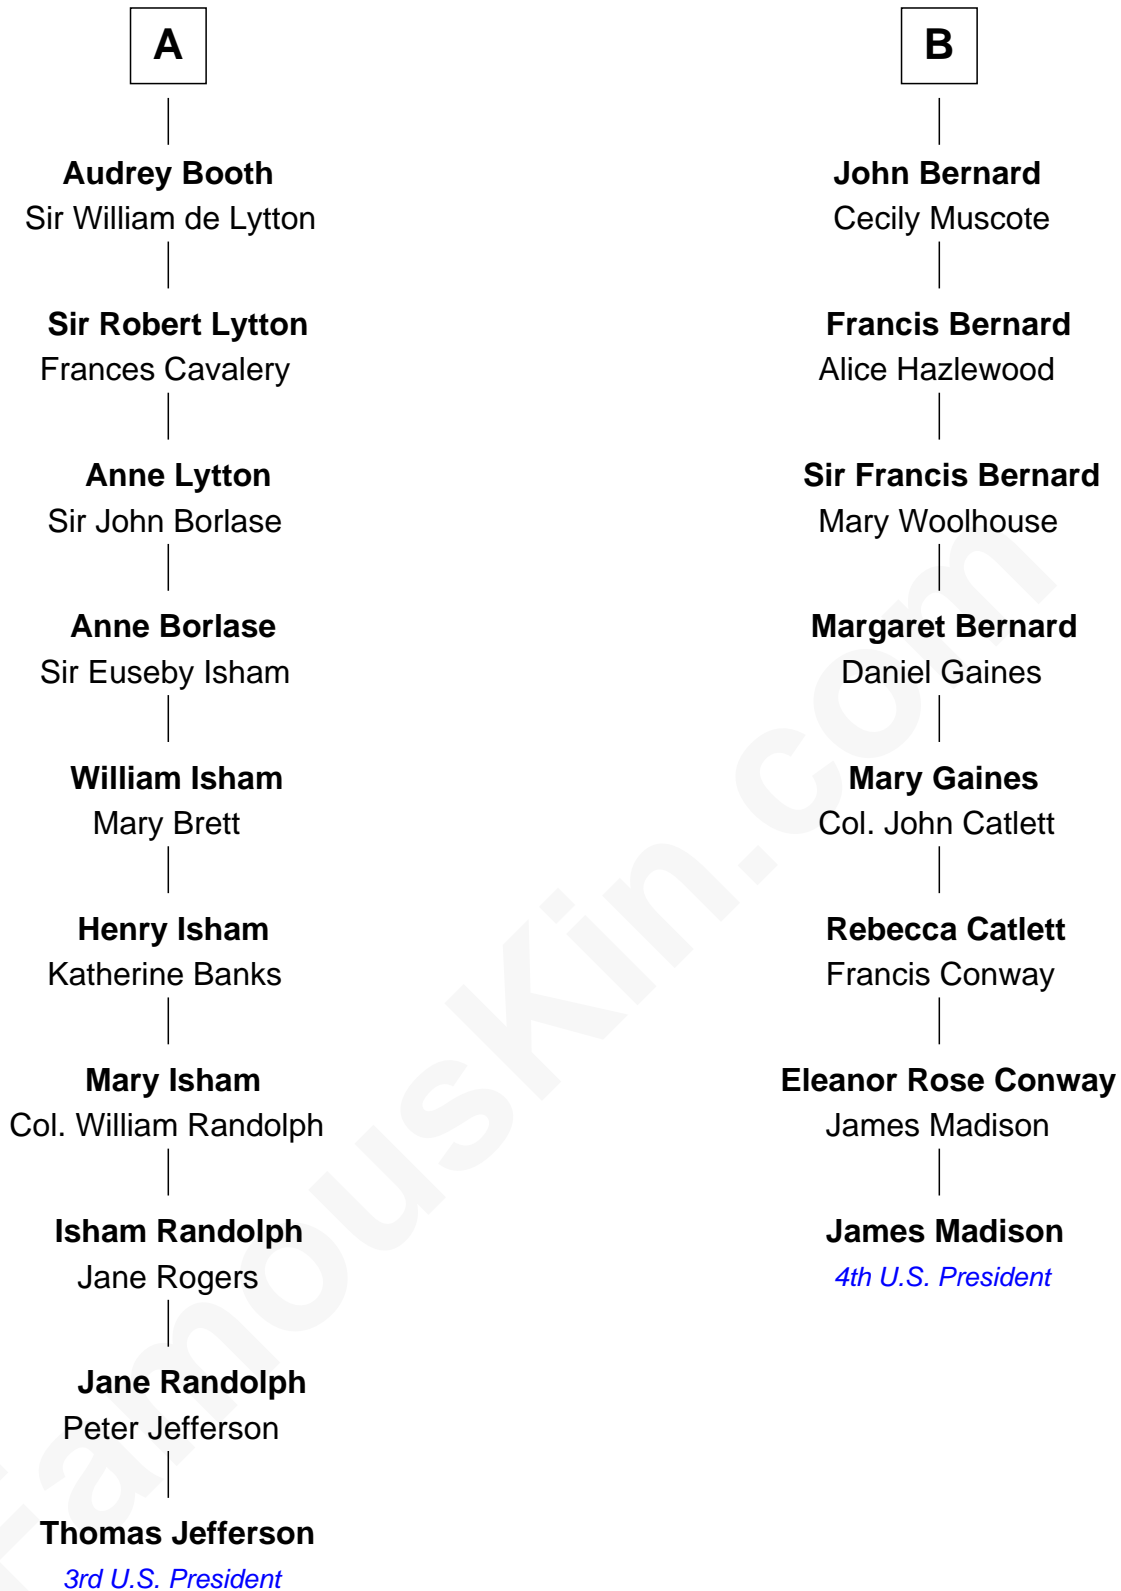 A
Audrey Booth
Sir William de Lytton
Sir Robert Lytton
Frances Cavalery
Anne Lytton
Sir John Borlase
Anne Borlase
Sir Euseby Isham
William Isham
Mary Brett
Henry Isham
Katherine Banks
Mary Isham
Col. William Randolph
Isham Randolph
Jane Rogers
Jane Randolph
Peter Jefferson
Thomas Jefferson
3rd U.S. President
B
John Bernard
Cecily Muscote
Francis Bernard
Alice Hazlewood
Sir Francis Bernard
Mary Woolhouse
Margaret Bernard
Daniel Gaines
Mary Gaines
Col. John Catlett
Rebecca Catlett
Francis Conway
Eleanor Rose Conway
James Madison
James Madison
4th U.S. President
FamousKin.com